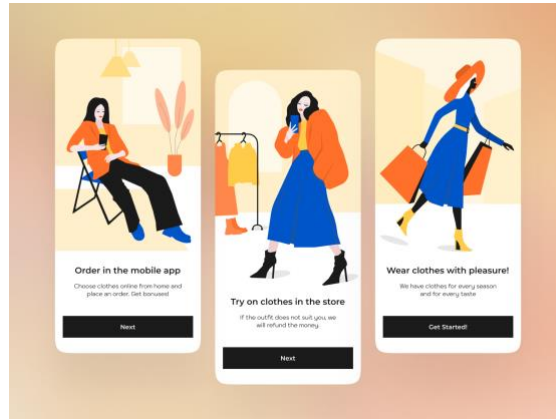 Order in the mobile app
Choose clothes online from home and
place an order. Get bonuses!
Next
Try on clothes in the store
If the outfit does not suit you, we
will refund the money.
Next
Wear clothes with pleasure!
We have clothes for every season
and for every taste
Get Started!